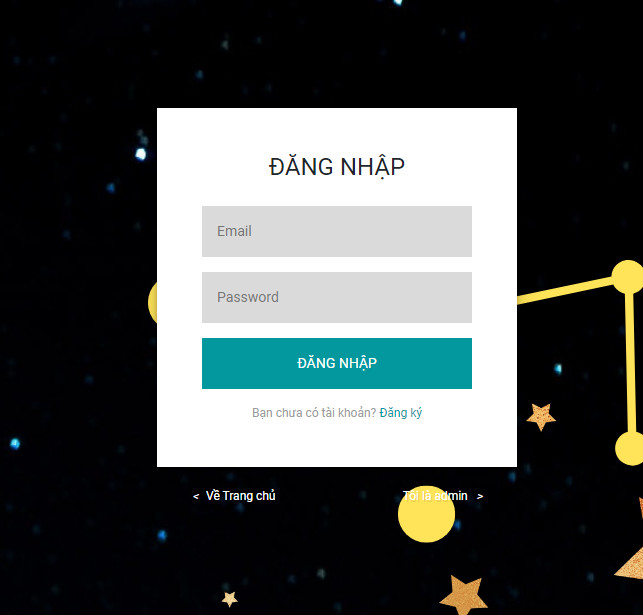 ĐĂNG NHẬP
Email
Password
ĐĂNG NHẬP
Bạn chưa có tài khoản? Đăng ký
< Về Trang chủ
Tôi là admin >